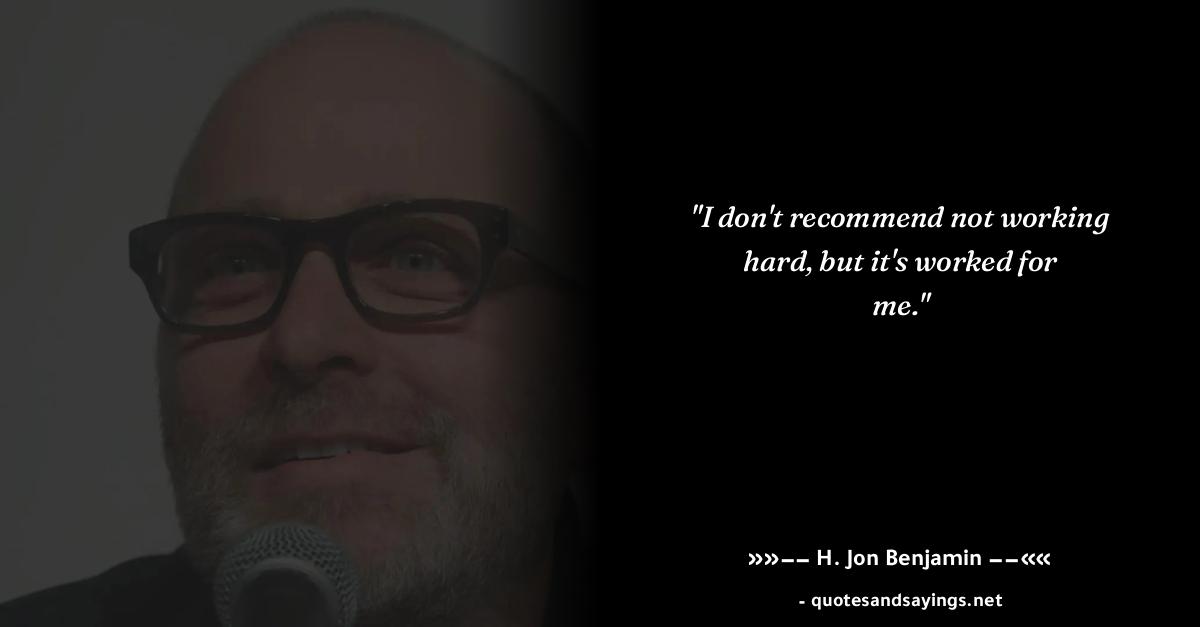 "I don't recommend not working
hard, but it's worked for
me."
»»–– H. Jon Benjamin ––««
- quotesandsayings.net